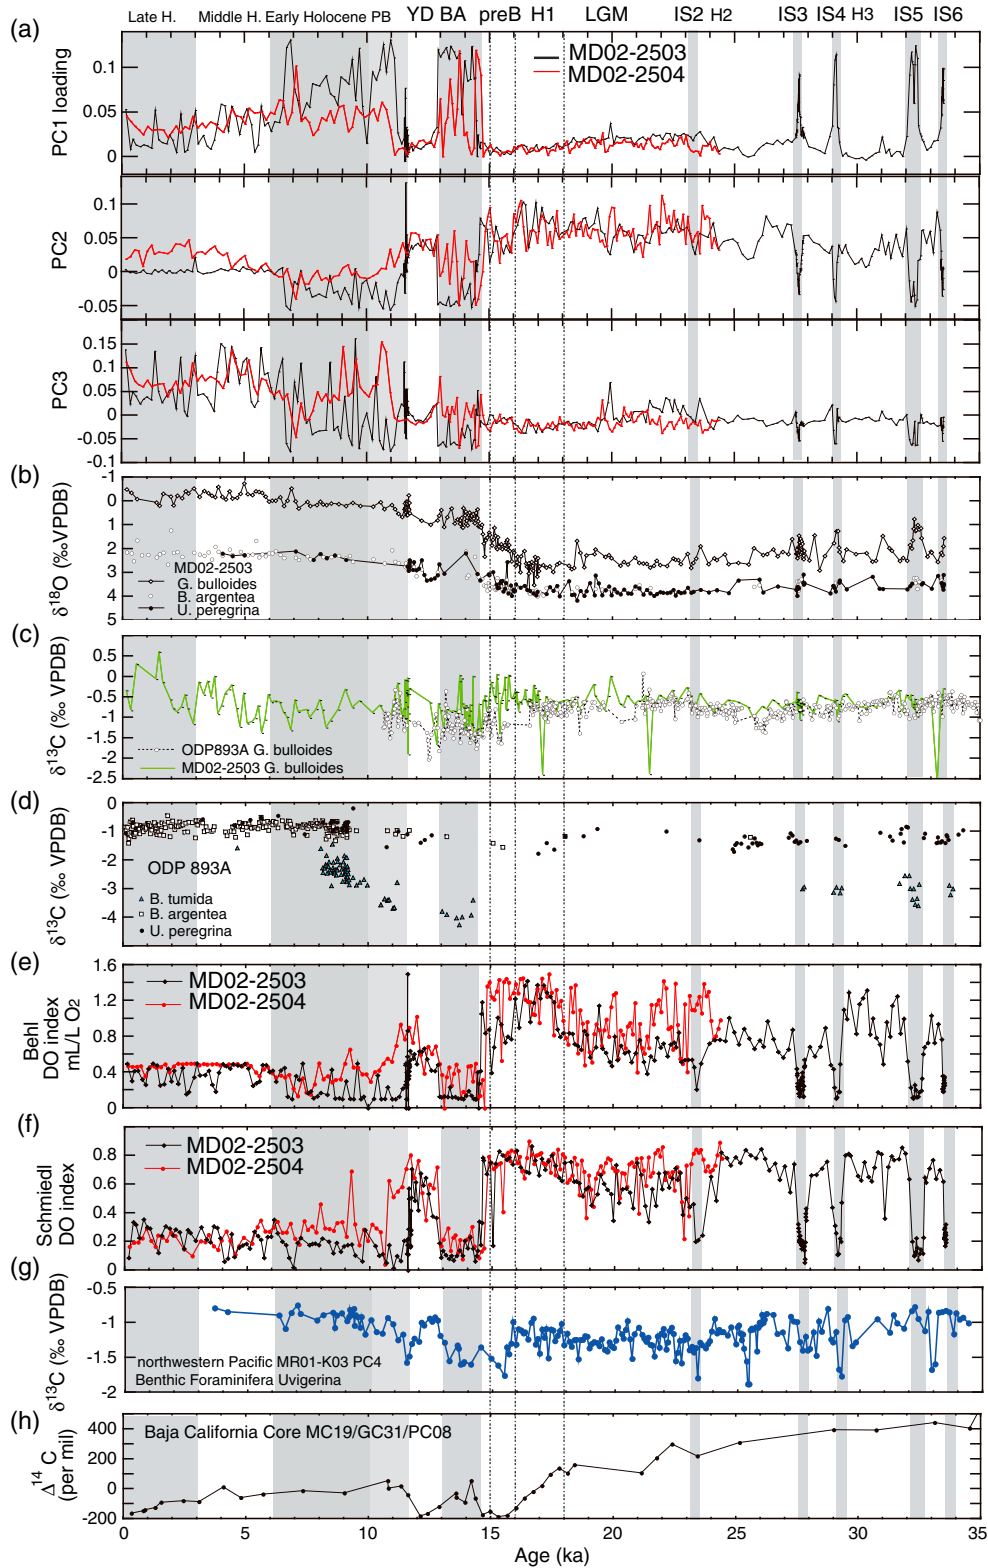 Late H. Middle H. Early Holocene PB YD BA preB H1 LGM IS2 H2 IS3 IS4 H3 IS5 IS6
(a)
MD02-2503
MD02-2504
PC1 loading
0.1
0.05
0
PC2
0.1
0.05
0
-0.05
PC3
0.15
0.1
0.05
0
-0.05
-0.1
(b)
δ18O (‰VPDB)
-1
0
1
2
3
4
5
MD02-2503
G. bulloides
B. argentea
U. peregrina
(c)
δ13C (‰ VPDB)
0.5
0
-0.5
-1
-1.5
-2
-2.5
ODP893A G. bulloides
MD02-2503 G. bulloides
(d)
δ13C (‰ VPDB)
0
-1
-2
-3
-4
ODP 893A
B. tumida
B. argentea
U. peregrina
(e)
Behl
DO index
mL/L O2
1.6
1.2
0.8
0.4
0
MD02-2503
MD02-2504
(f)
Schmiedl
DO index
0.8
0.6
0.4
0.2
0
MD02-2503
MD02-2504
(g)
δ13C (‰ VPDB)
-0.5
-1
-1.5
-2
northwestern Pacific MR01-K03 PC4
Benthic Foraminifera Uvigerina
(h)
Δ14 C
(per mil)
400
200
0
-200
Baja California Core MC19/GC31/PC08
0 5 10 15 20 25 30 35
Age (ka)